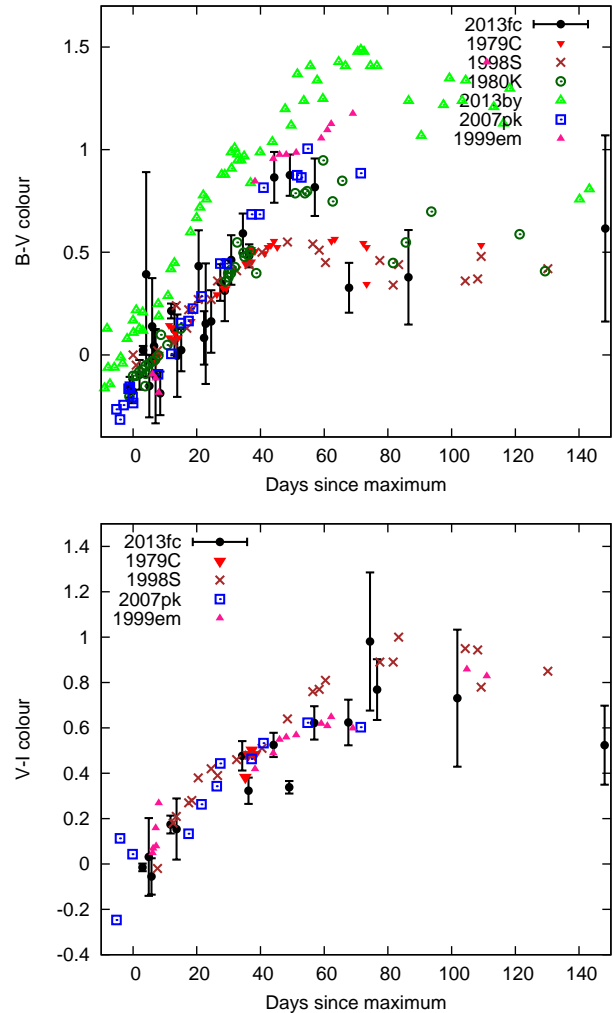 1.5
1
0.5
0
B-V colour
2013fc
1979C
1998S
1980K
2013by
2007pk
1999em
0 20 40 60 80 100 120 140
Days since maximum
1.4
1.2
1
0.8
0.6
0.4
0.2
0
-0.2
-0.4
V-I colour
2013fc
1979C
1998S
2007pk
1999em
0 20 40 60 80 100 120 140
Days since maximum